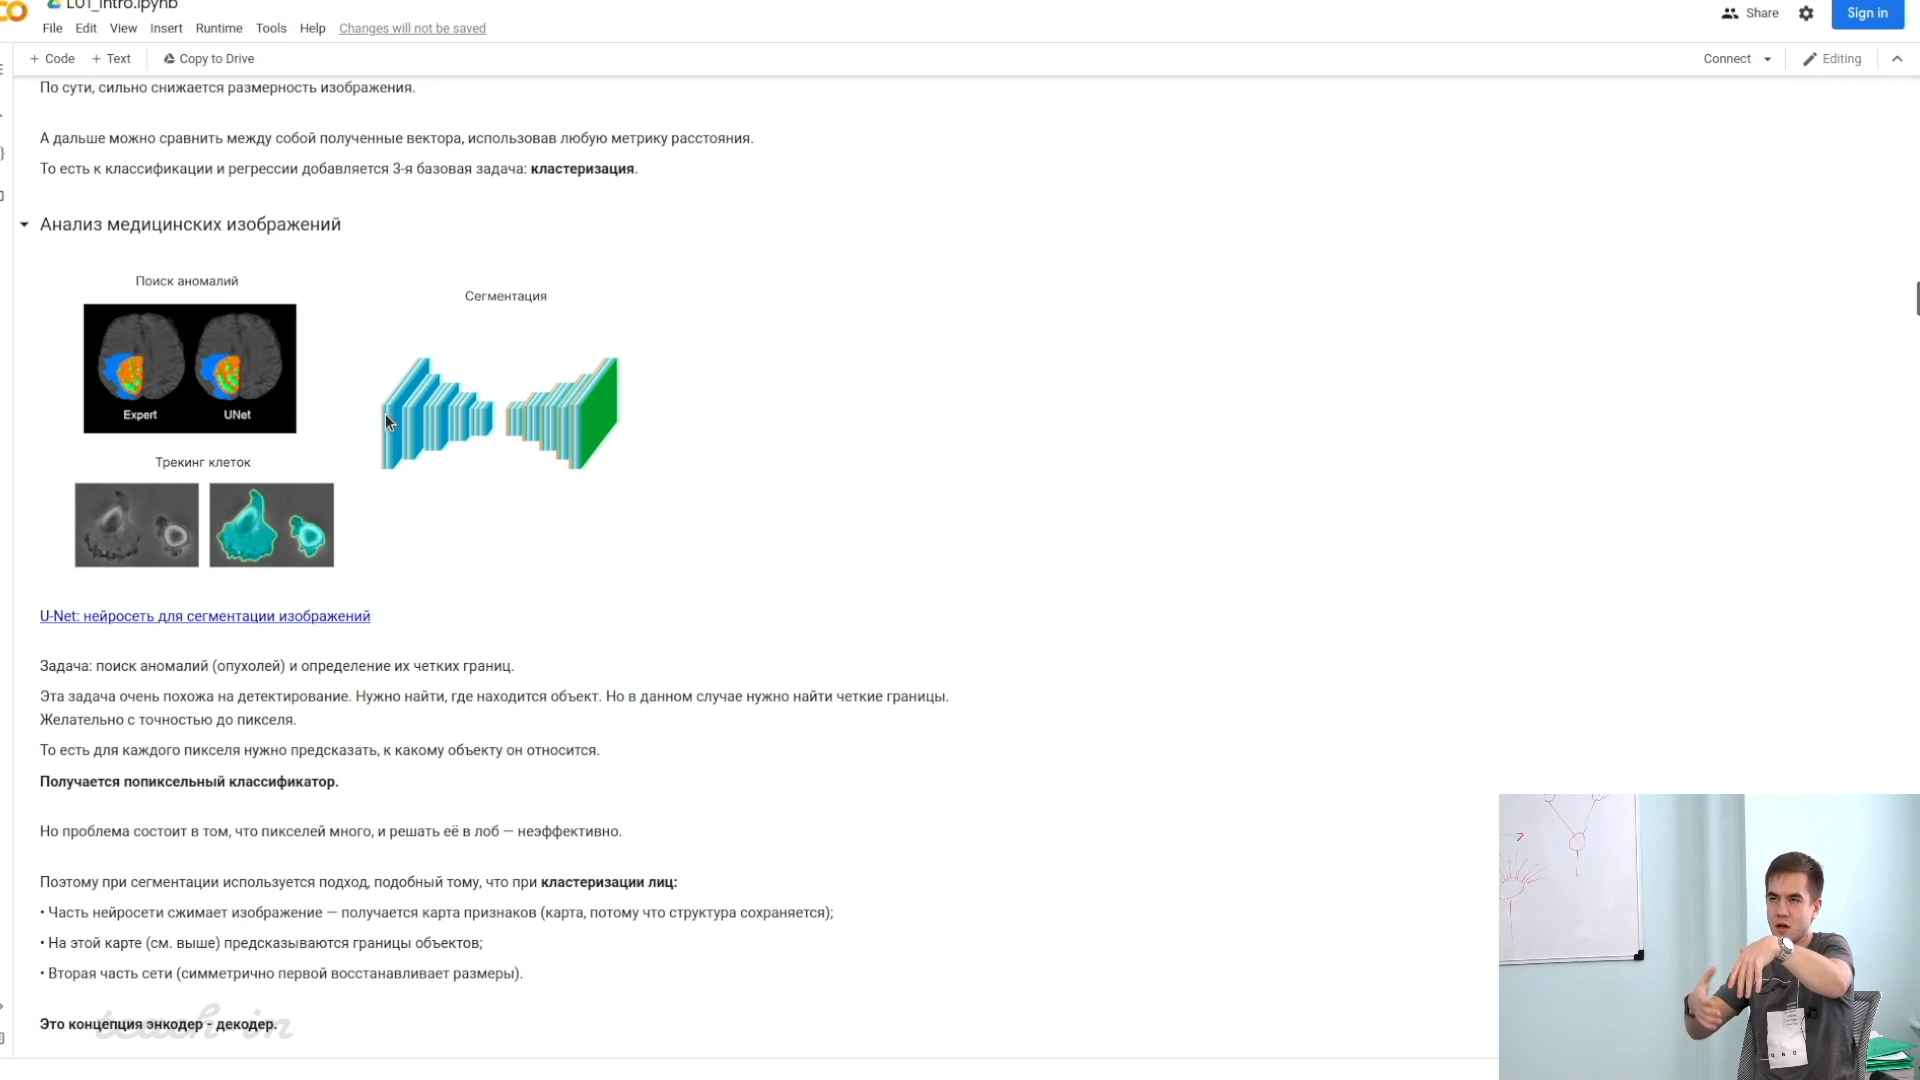 L01_Intro.ipynb
File Edit View Insert Runtime Tools Help Changes will not be saved
Share
Sign in
+ Code + Text Copy to Drive
Connect
Editing
По сути, сильно снижается размерность изображения.
А дальше можно сравнить между собой полученные вектора, использовав любую метрику расстояния.
То есть к классификации и регрессии добавляется 3-я базовая задача: кластеризация.
Анализ медицинских изображений
Поиск аномалий
Сегментация
Expert UNet
Трекинг клеток
U-Net: нейросеть для сегментации изображений
Задача: поиск аномалий (опухолей) и определение их четких границ.
Эта задача очень похожа на детектирование. Нужно найти, где находится объект. Но в данном случае нужно найти четкие границы.
Желательно с точностью до пикселя.
То есть для каждого пикселя нужно предсказать, к какому объекту он относится.
Получается попиксельный классификатор.
Но проблема состоит в том, что пикселей много, и решать её в лоб — неэффективно.
Поэтому при сегментации используется подход, подобный тому, что при кластеризации лиц:
• Часть нейросети сжимает изображение — получается карта признаков (карта, потому что структура сохраняется);
• На этой карте (см. выше) предсказываются границы объектов;
• Вторая часть сети (симметрично первой восстанавливает размеры).
Это концепция энкодер - декодер.
teach-in